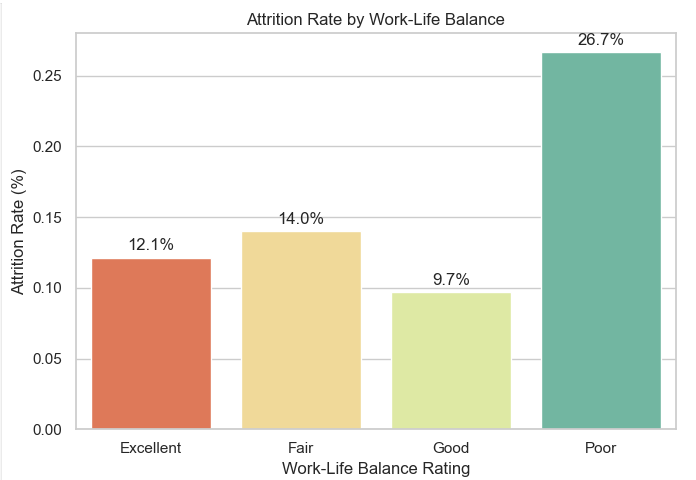 Attrition Rate by Work-Life Balance
26.7%
0.25
0.20
0.15
14.0%
12.1%
0.10
9.7%
0.05
0.00
Attrition Rate (%)
Excellent
Fair
Good
Poor
Work-Life Balance Rating